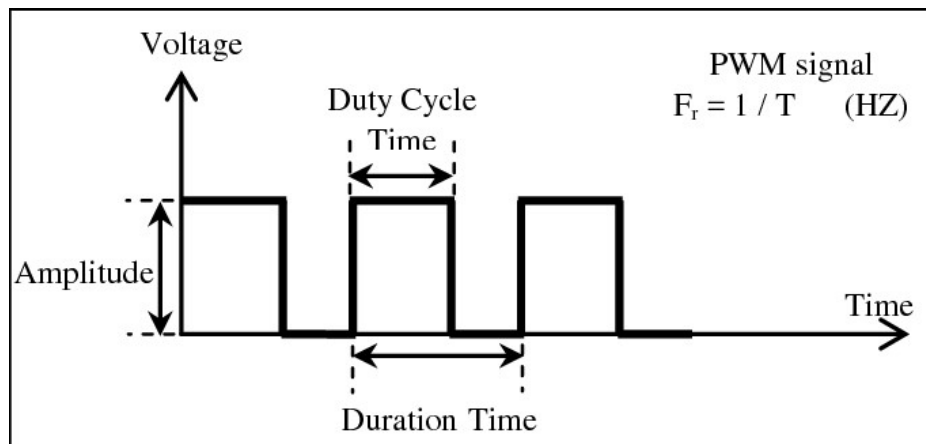 Voltage
PWM signal
Fr = 1 / T (HZ)
Duty Cycle
Time
Amplitude
Time
Duration Time